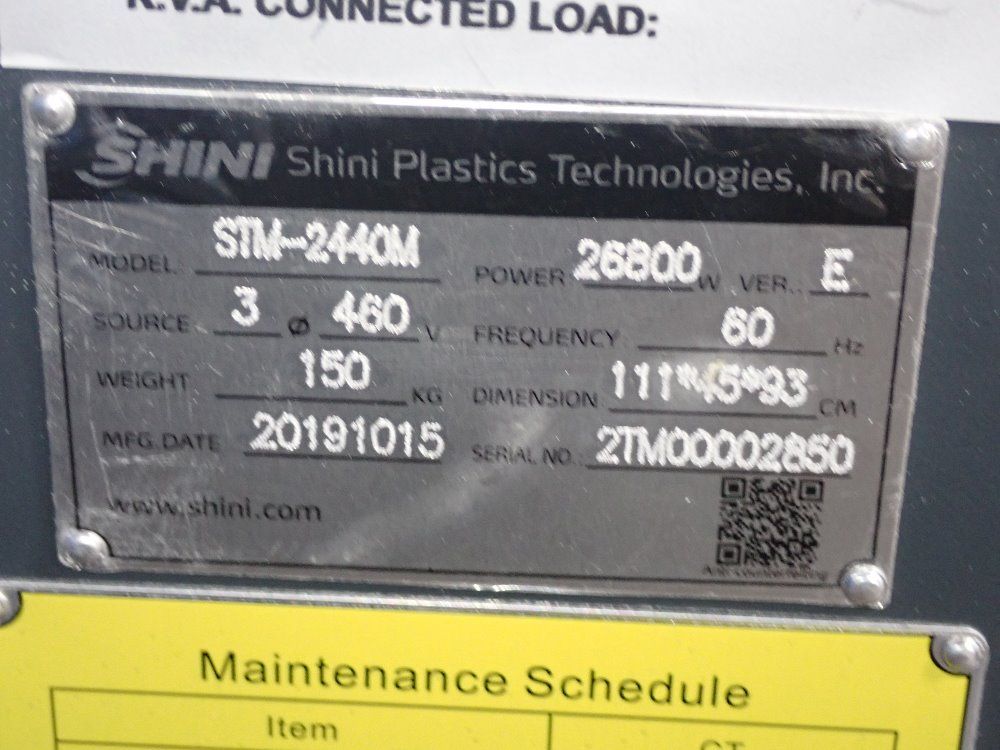 K.V.A. CONNECTED LOAD:
SHINI Shini Plastics Technologies, Inc.
MODEL STM-2440M POWER 26800 W VER.: E
SOURCE 3 Ø 460 V FREQUENCY 60 Hz
WEIGHT 150 KG DIMENSION 111*45*93 CM
MFG.DATE 20191015 SERIAL NO.: 2TM00002850
www.shini.com
Maintenance Schedule
Item